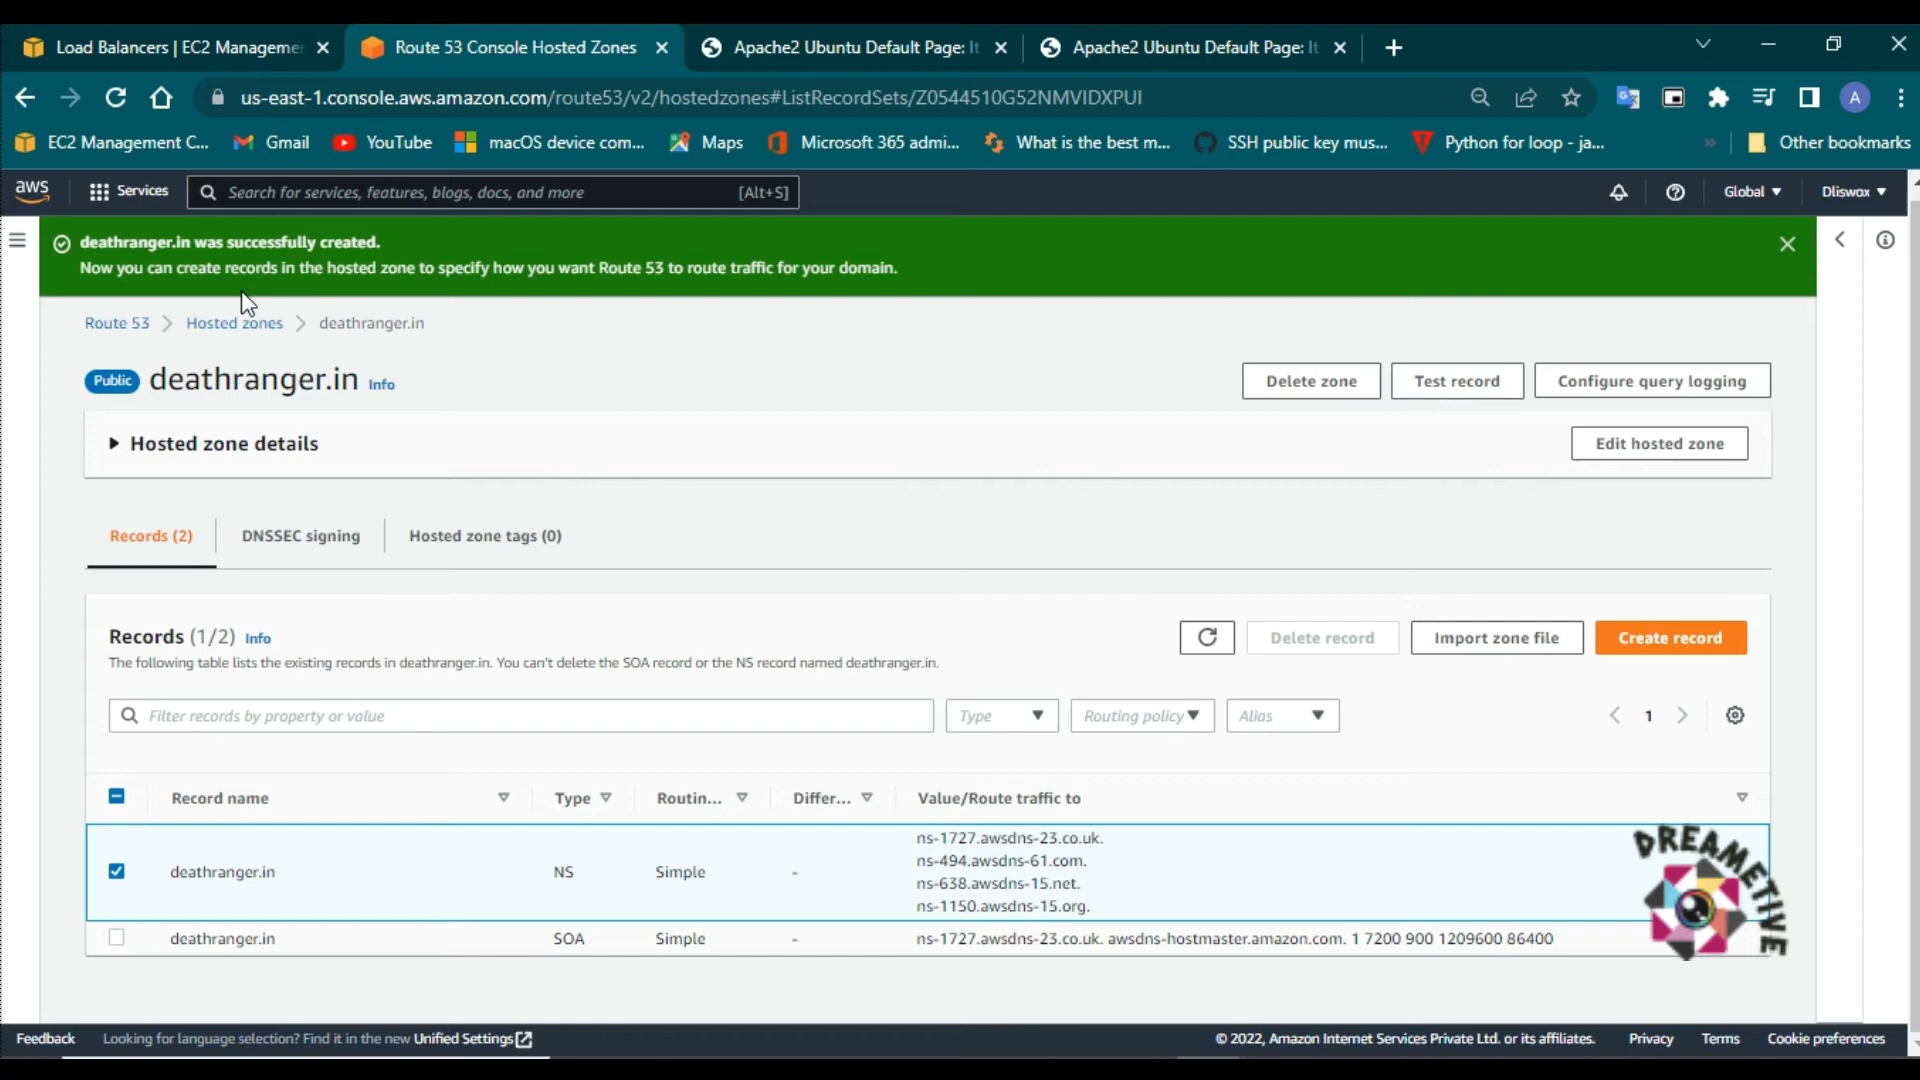 Load Balancers | EC2 Manageme
Route 53 Console Hosted Zones
Apache2 Ubuntu Default Page: It
Apache2 Ubuntu Default Page: It
us-east-1.console.aws.amazon.com/route53/v2/hostedzones#ListRecordSets/Z0544510G52NMVIDXPUI
A
EC2 Management C...
Gmail
YouTube
macOS device com...
Maps
Microsoft 365 admi...
What is the best m...
SSH public key mus...
Python for loop - ja...
»
Other bookmarks
aws
Services
Search for services, features, blogs, docs, and more
[Alt+S]
Global
Dliswox
deathranger.in was successfully created.
Now you can create records in the hosted zone to specify how you want Route 53 to route traffic for your domain.
Route 53
Hosted zones
deathranger.in
Public
deathranger.in
Info
Delete zone
Test record
Configure query logging
Hosted zone details
Edit hosted zone
Records (2)
DNSSEC signing
Hosted zone tags (0)
Records (1/2) Info
Delete record
Import zone file
Create record
The following table lists the existing records in deathranger.in. You can't delete the SOA record or the NS record named deathranger.in.
Filter records by property or value
Type
Routing policy
Alias
1
Record name
Type
Routin...
Differ...
Value/Route traffic to
deathranger.in
NS
Simple
-
ns-1727.awsdns-23.co.uk.
ns-494.awsdns-61.com.
ns-638.awsdns-15.net.
ns-1150.awsdns-15.org.
deathranger.in
SOA
Simple
-
ns-1727.awsdns-23.co.uk. awsdns-hostmaster.amazon.com. 1 7200 900 1209600 86400
DREAMETIVE
Feedback
Looking for language selection? Find it in the new Unified Settings
© 2022, Amazon Internet Services Private Ltd. or its affiliates.
Privacy
Terms
Cookie preferences